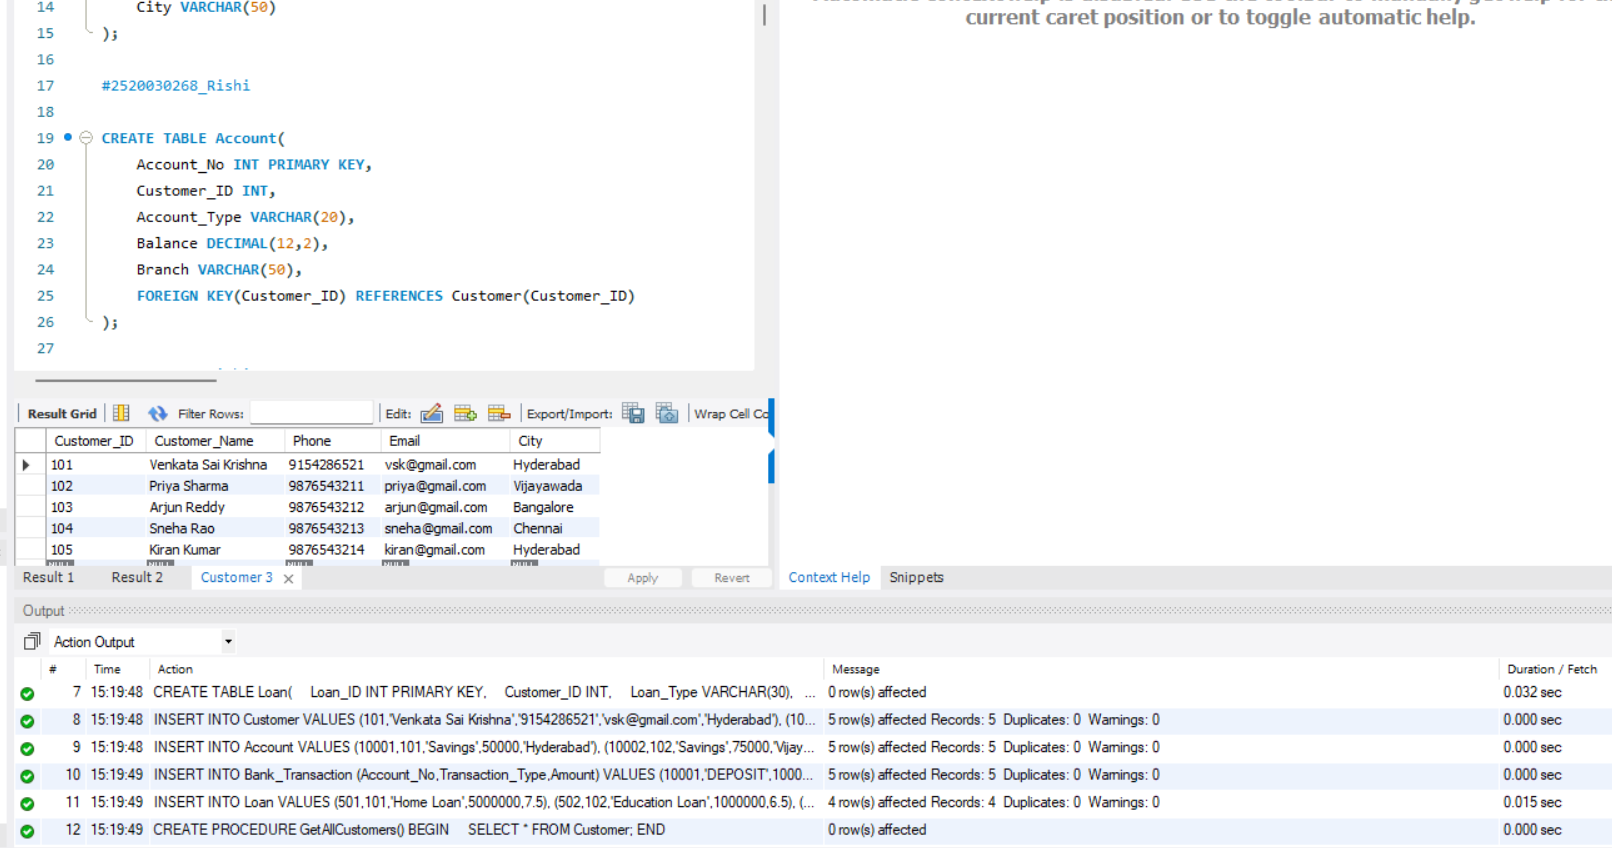 current caret position or to toggle automatic help.
14 City VARCHAR(50)
15 );
16
17 #2520030268_Rishi
18
19 CREATE TABLE Account(
20 Account_No INT PRIMARY KEY,
21 Customer_ID INT,
22 Account_Type VARCHAR(20),
23 Balance DECIMAL(12,2),
24 Branch VARCHAR(50),
25 FOREIGN KEY(Customer_ID) REFERENCES Customer(Customer_ID)
26 );
27
Result Grid Filter Rows: Edit: Export/Import: Wrap Cell Co
Customer_ID Customer_Name Phone Email City
101 Venkata Sai Krishna 9154286521 vsk@gmail.com Hyderabad
102 Priya Sharma 9876543211 priya@gmail.com Vijayawada
103 Arjun Reddy 9876543212 arjun@gmail.com Bangalore
104 Sneha Rao 9876543213 sneha@gmail.com Chennai
105 Kiran Kumar 9876543214 kiran@gmail.com Hyderabad
NULL NULL NULL NULL NULL
Result 1 Result 2 Customer 3 Apply Revert Context Help Snippets
Output
Action Output
# Time Action Message Duration / Fetch
7 15:19:48 CREATE TABLE Loan( Loan_ID INT PRIMARY KEY, Customer_ID INT, Loan_Type VARCHAR(30), ... 0 row(s) affected 0.032 sec
8 15:19:48 INSERT INTO Customer VALUES (101,'Venkata Sai Krishna','9154286521','vsk@gmail.com','Hyderabad'), (10... 5 row(s) affected Records: 5 Duplicates: 0 Warnings: 0 0.000 sec
9 15:19:48 INSERT INTO Account VALUES (10001,101,'Savings',50000,'Hyderabad'), (10002,102,'Savings',75000,'Vijay... 5 row(s) affected Records: 5 Duplicates: 0 Warnings: 0 0.000 sec
10 15:19:49 INSERT INTO Bank_Transaction (Account_No,Transaction_Type,Amount) VALUES (10001,'DEPOSIT',1000... 5 row(s) affected Records: 5 Duplicates: 0 Warnings: 0 0.000 sec
11 15:19:49 INSERT INTO Loan VALUES (501,101,'Home Loan',5000000,7.5), (502,102,'Education Loan',1000000,6.5), (... 4 row(s) affected Records: 4 Duplicates: 0 Warnings: 0 0.015 sec
12 15:19:49 CREATE PROCEDURE GetAllCustomers() BEGIN SELECT * FROM Customer; END 0 row(s) affected 0.000 sec